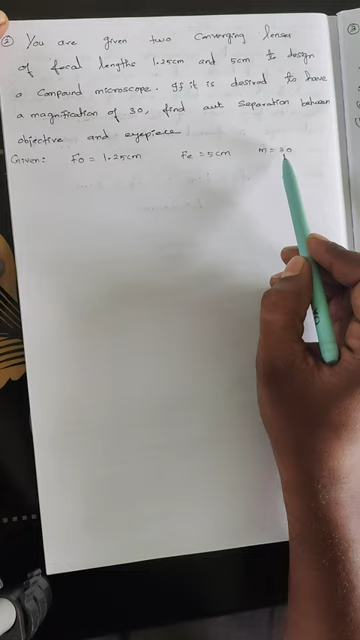 ② You are given two Converging lenses
of focal lengths 1.25cm and 5cm to design
a Compound microscope. If it is desired to have
a magnification of 30, find out Separation between
objective and eyepiece
Given: Fo = 1.25cm Fe = 5cm m = 30